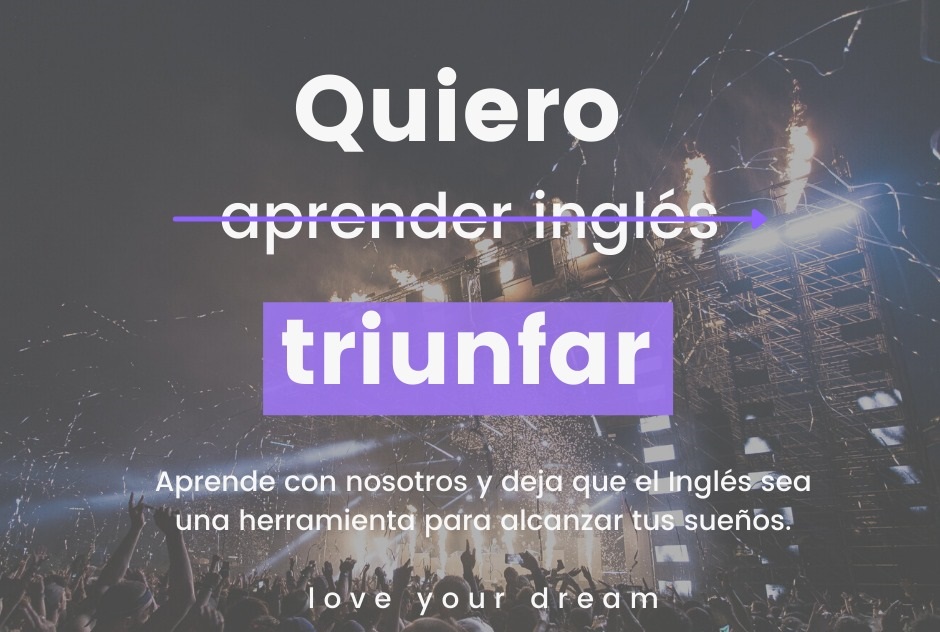 Quiero
aprender inglés
triunfar
Aprende con nosotros y deja que el Inglés sea
una herramienta para alcanzar tus sueños.
love your dream